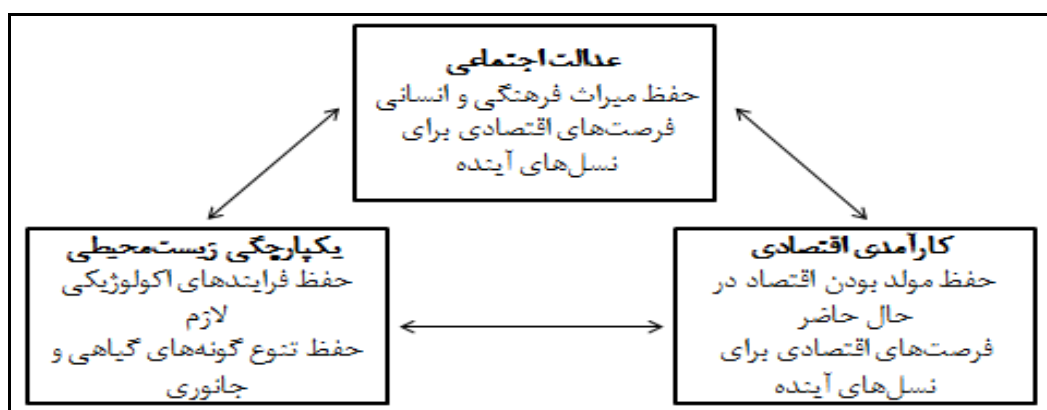 عدالت اجتماعی
حفظ میراث فرهنگی و انسانی
فرصت‌های اقتصادی برای
نسل‌های آینده
کارآمدی اقتصادی
حفظ مولد بودن اقتصاد در
حال حاضر
فرصت‌های اقتصادی برای
نسل‌های آینده
یکپارچگی زیست‌محیطی
حفظ فرایندهای اکولوژیکی
لازم
حفظ تنوع گونه‌های گیاهی و
جانوری